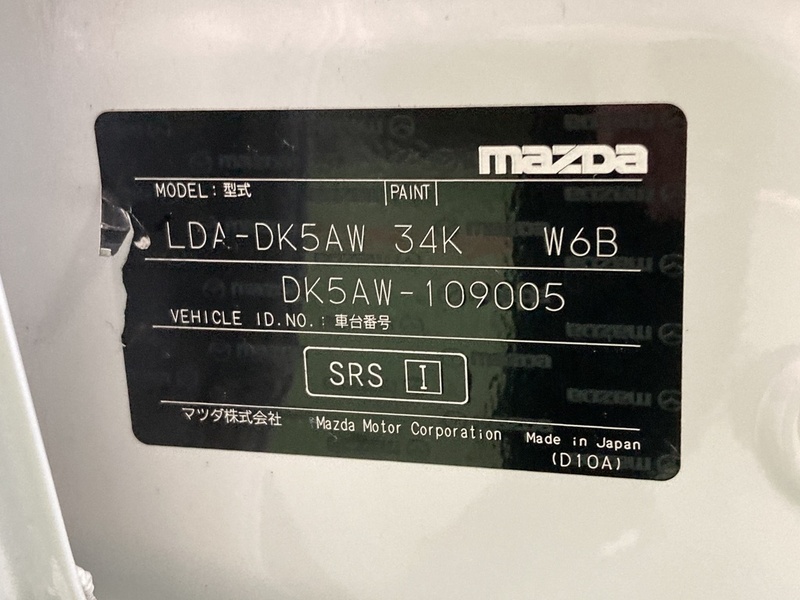 mazda
MODEL: 型式 PAINT
LDA-DK5AW 34K W6B
DK5AW-109005
VEHICLE ID.NO.: 車台番号
SRS I
マツダ株式会社 Mazda Motor Corporation Made in Japan
(D10A)